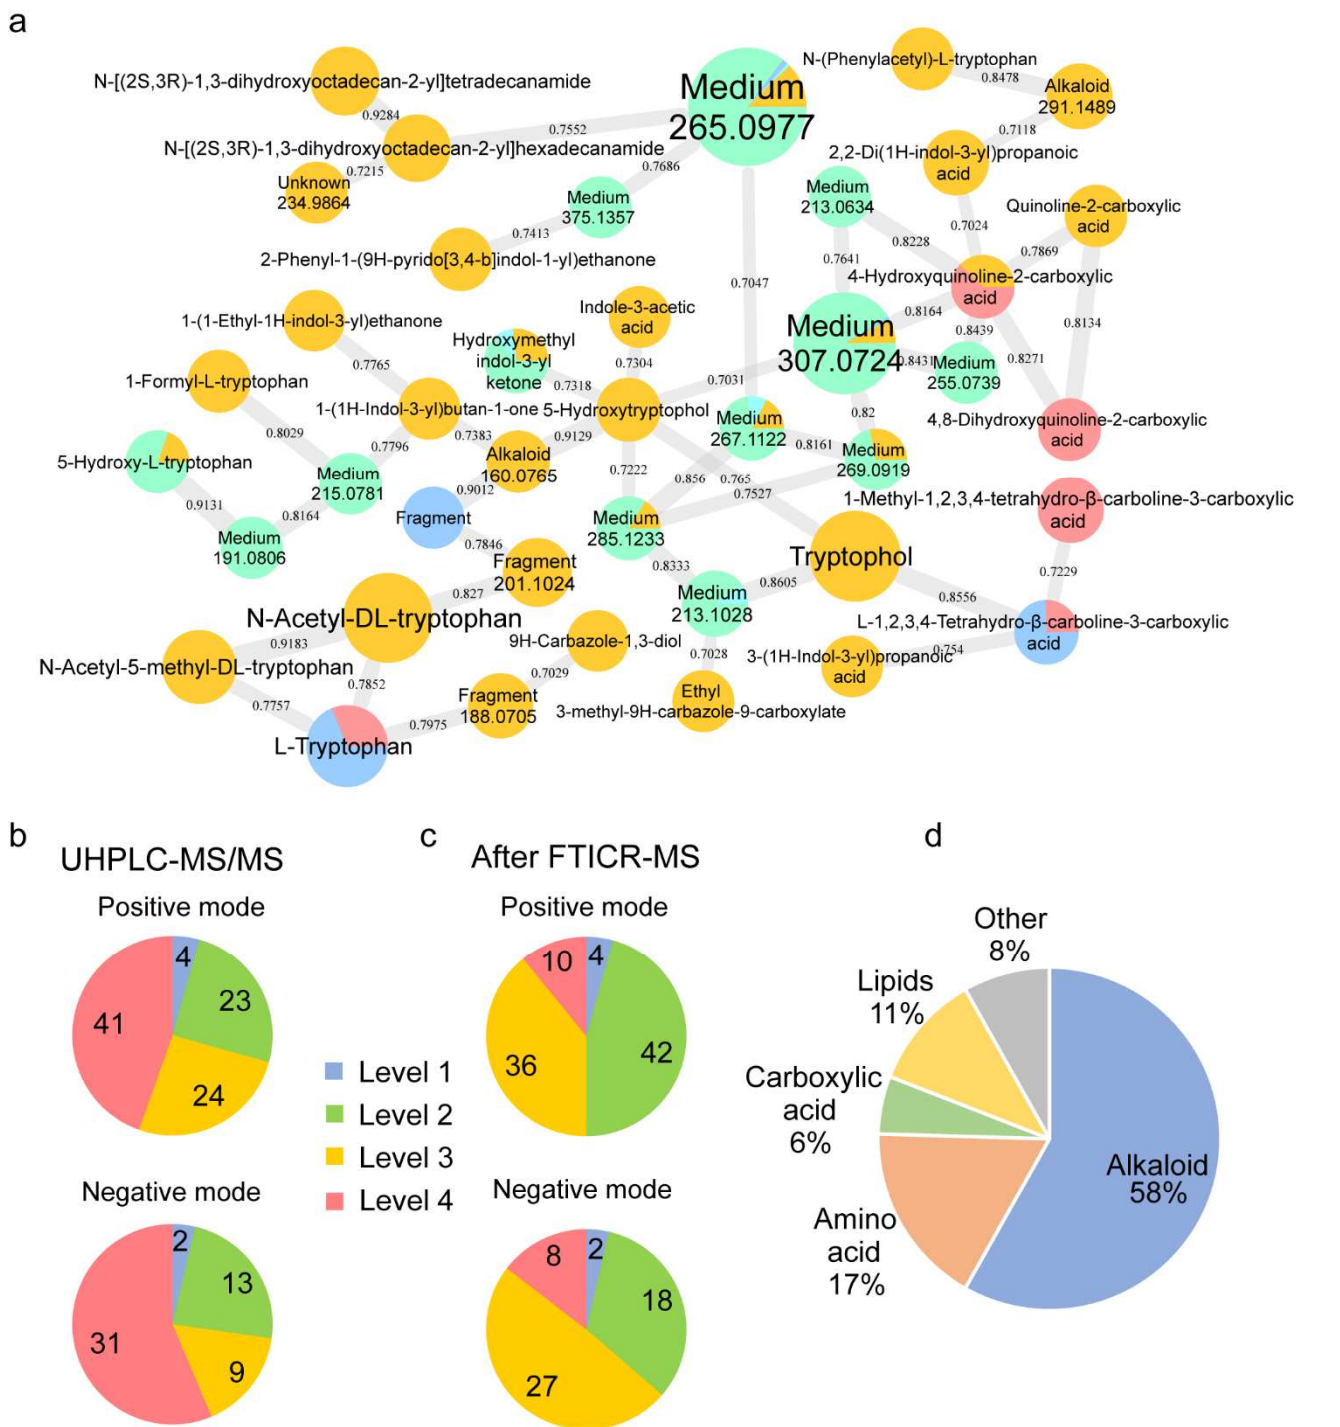 a
N-[(2S,3R)-1,3-dihydroxyoctadecan-2-yl]tetradecanamide
0.9284
N-[(2S,3R)-1,3-dihydroxyoctadecan-2-yl]hexadecanamide
0.7215
Unknown
234.9864
0.7552
Medium
265.0977
0.7686
Medium
375.1357
0.7413
2-Phenyl-1-(9H-pyrido[3,4-b]indol-1-yl)ethanone
0.7047
N-(Phenylacetyl)-L-tryptophan
0.8478
Alkaloid
291.1489
0.7118
2,2-Di(1H-indol-3-yl)propanoic
acid
Medium
213.0634
0.8228
0.7024
Quinoline-2-carboxylic
acid
0.7869
0.7641
4-Hydroxyquinoline-2-carboxylic
acid
0.8164
0.8439
0.8271
0.8134
Medium
307.0724
0.8431
Medium
255.0739
4,8-Dihydroxyquinoline-2-carboxylic
acid
1-(1-Ethyl-1H-indol-3-yl)ethanone
0.7765
Hydroxymethyl
indol-3-yl
ketone
0.7318
Indole-3-acetic
acid
0.7304
0.7031
1-Formyl-L-tryptophan
0.8029
1-(1H-Indol-3-yl)butan-1-one
0.7796
0.7383
5-Hydroxytryptophol
0.9129
Alkaloid
160.0765
0.9012
Medium
267.1122
0.8161
0.82
Medium
269.0919
0.7222
0.856
0.765
0.7527
5-Hydroxy-L-tryptophan
0.9131
Medium
215.0781
0.8164
Medium
191.0806
Fragment
0.7846
Fragment
201.1024
Medium
285.1233
0.8333
1-Methyl-1,2,3,4-tetrahydro-β-carboline-3-carboxylic
acid
0.7229
Tryptophol
0.8605
0.8556
Medium
213.1028
0.7028
L-1,2,3,4-Tetrahydro-β-carboline-3-carboxylic
acid
0.754
3-(1H-Indol-3-yl)propanoic
acid
0.827
N-Acetyl-DL-tryptophan
0.9183
N-Acetyl-5-methyl-DL-tryptophan
0.7852
0.7757
9H-Carbazole-1,3-diol
0.7029
Fragment
188.0705
0.7975
L-Tryptophan
Ethyl
3-methyl-9H-carbazole-9-carboxylate
b
UHPLC-MS/MS
Positive mode
4
23
24
41
Negative mode
2
13
9
31
Level 1
Level 2
Level 3
Level 4
c
After FTICR-MS
Positive mode
4
42
36
10
Negative mode
2
18
27
8
d
Other
8%
Lipids
11%
Carboxylic
acid
6%
Amino
acid
17%
Alkaloid
58%